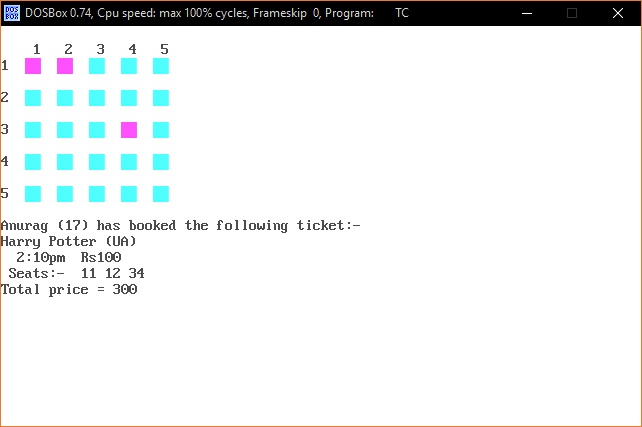 DOS BOX DOSBox 0.74, Cpu speed: max 100% cycles, Frameskip 0, Program: TC
1 2 3 4 5
1
2
3
4
5
Anurag (17) has booked the following ticket:-
Harry Potter (UA)
2:10pm Rs100
Seats:- 11 12 34
Total price = 300